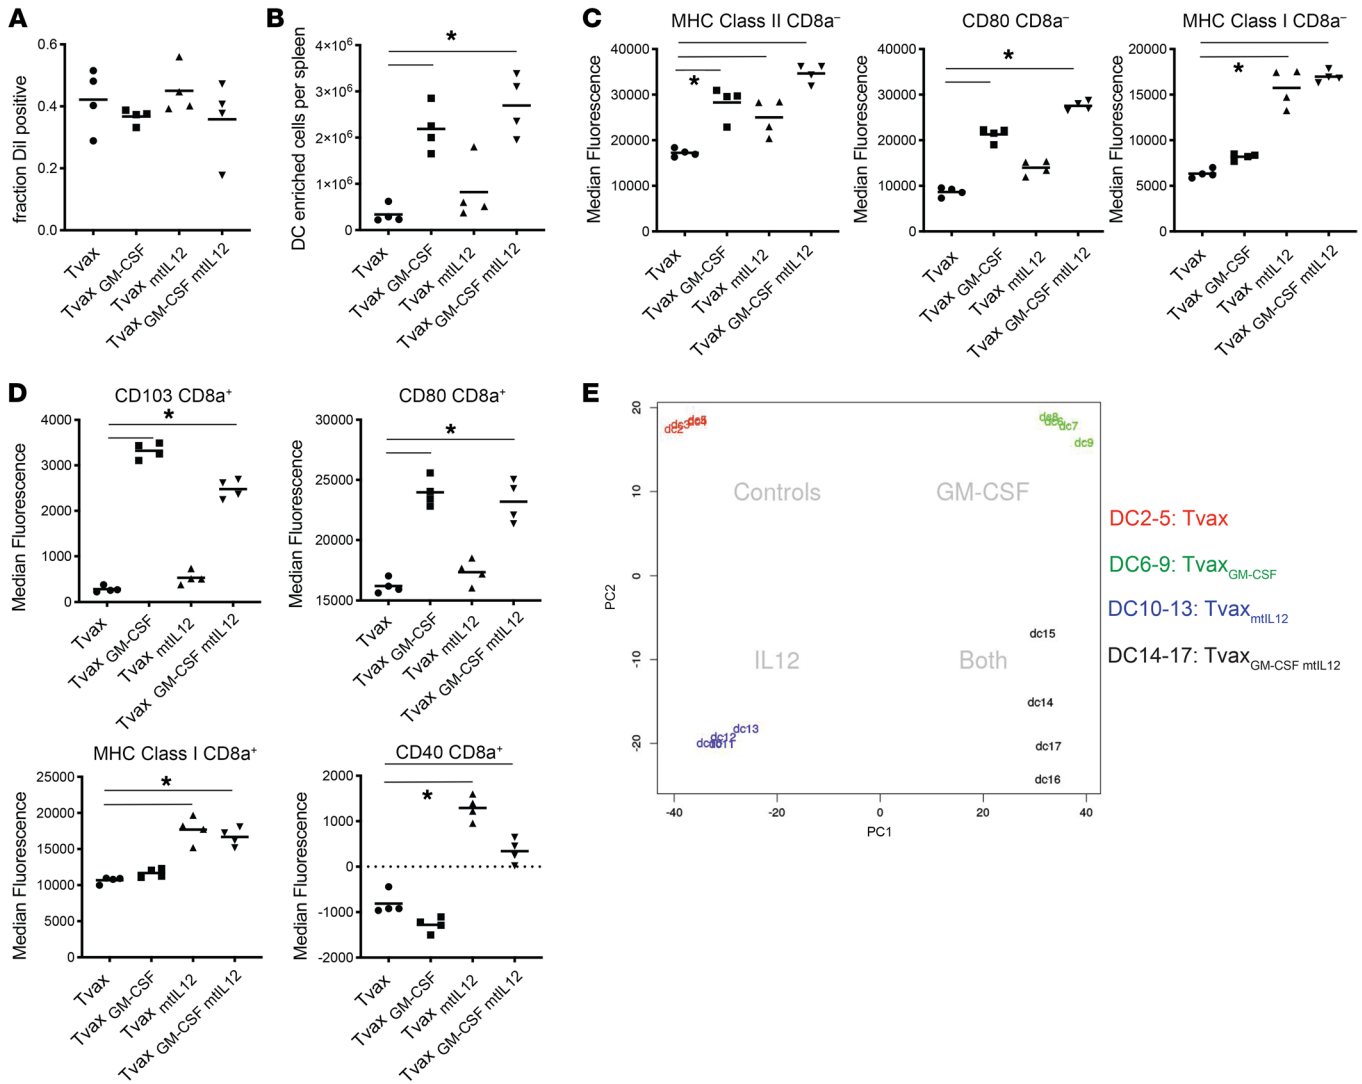 A
fraction DiI positive
0.6
0.4
0.2
0.0
Tvax
Tvax GM-CSF
Tvax mtIL12
Tvax GM-CSF mtIL12
B
DC enriched cells per spleen
4×10⁶
3×10⁶
2×10⁶
1×10⁶
0
*
Tvax
Tvax GM-CSF
Tvax mtIL12
Tvax GM-CSF mtIL12
C
MHC Class II CD8a⁻
Median Fluorescence
40000
30000
20000
10000
0
*
Tvax
Tvax GM-CSF
Tvax mtIL12
Tvax GM-CSF mtIL12
CD80 CD8a⁻
Median Fluorescence
40000
30000
20000
10000
0
*
Tvax
Tvax GM-CSF
Tvax mtIL12
Tvax GM-CSF mtIL12
MHC Class I CD8a⁻
Median Fluorescence
20000
15000
10000
5000
0
*
Tvax
Tvax GM-CSF
Tvax mtIL12
Tvax GM-CSF mtIL12
D
CD103 CD8a⁺
Median Fluorescence
4000
3000
2000
1000
0
*
Tvax
Tvax GM-CSF
Tvax mtIL12
Tvax GM-CSF mtIL12
CD80 CD8a⁺
Median Fluorescence
30000
25000
20000
15000
*
Tvax
Tvax GM-CSF
Tvax mtIL12
Tvax GM-CSF mtIL12
MHC Class I CD8a⁺
Median Fluorescence
25000
20000
15000
10000
5000
0
*
Tvax
Tvax GM-CSF
Tvax mtIL12
Tvax GM-CSF mtIL12
CD40 CD8a⁺
Median Fluorescence
2000
1000
0
-1000
-2000
*
Tvax
Tvax GM-CSF
Tvax mtIL12
Tvax GM-CSF mtIL12
E
PC2
20
10
0
-10
-20
dc2
dc3
dc8
dc6
dc7
dc9
Controls
GM-CSF
IL12
Both
dc15
dc14
dc17
dc16
dc13
dc12
dc11
-40
-20
0
20
40
PC1
DC2-5: Tvax
DC6-9: Tvax GM-CSF
DC10-13: Tvax mtIL12
DC14-17: Tvax GM-CSF mtIL12